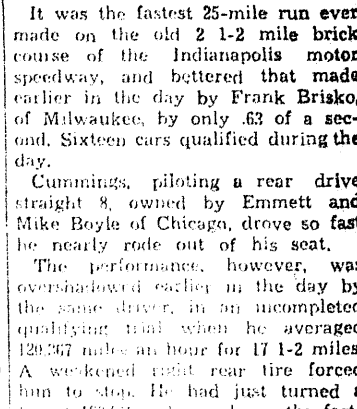 It was the fastest 25-mile run ever
made on the old 2 1-2 mile brick
course of the Indianapolis motor
speedway, and bettered that made
earlier in the day by Frank Brisko,
of Milwaukee, by only .63 of a sec-
ond. Sixteen cars qualified during the
day.
Cummings, piloting a rear drive
straight 8, owned by Emmett and
Mike Boyle of Chicago, drove so fast
he nearly rode out of his seat.
The performance, however, was
overshadowed earlier in the day by
the same driver, in an incompleted
qualifying trial when he averaged
120.367 miles an hour for 17 1-2 miles
A weakened right rear tire forced
him to stop. He had just turned a